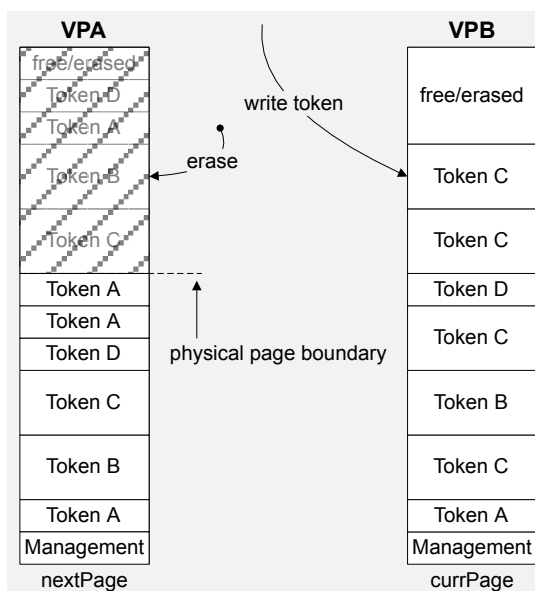 VPA
free/erased
Token D
Token A
Token B
Token C
Token A
Token A
Token D
Token C
Token B
Token A
Management
nextPage
write token
erase
physical page boundary
VPB
free/erased
Token C
Token C
Token D
Token C
Token B
Token C
Token A
Management
currPage